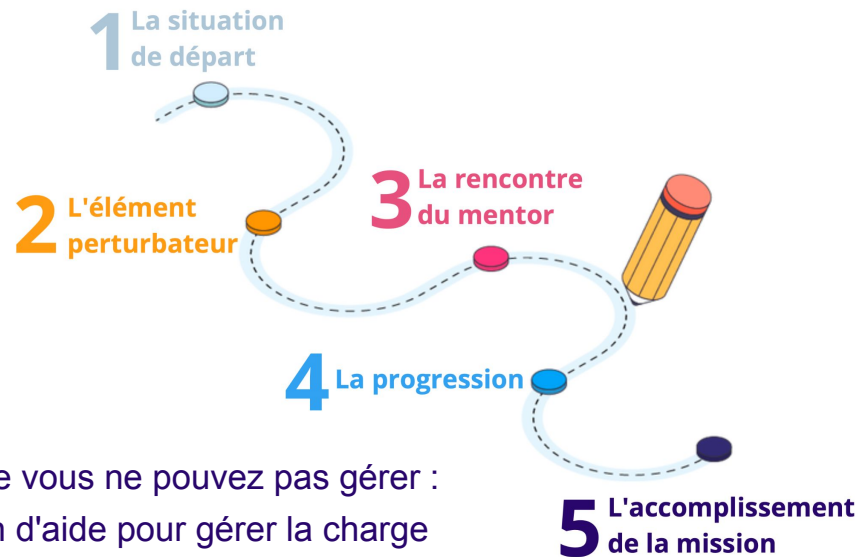 1 La situation
de départ
2 L'élément
perturbateur
3 La rencontre
du mentor
4 La progression
e vous ne pouvez pas gérer :
n d'aide pour gérer la charge
5 L'accomplissement
de la mission